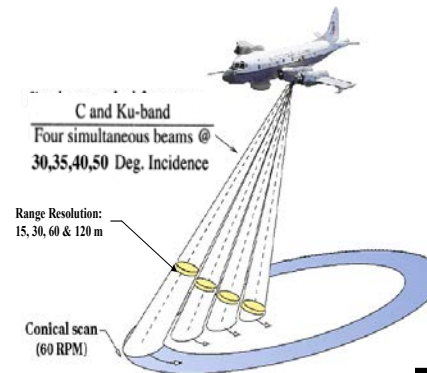 C and Ku-band
Four simultaneous beams @
30,35,40,50 Deg. Incidence
Range Resolution:
15, 30, 60 & 120 m
Conical scan
(60 RPM)